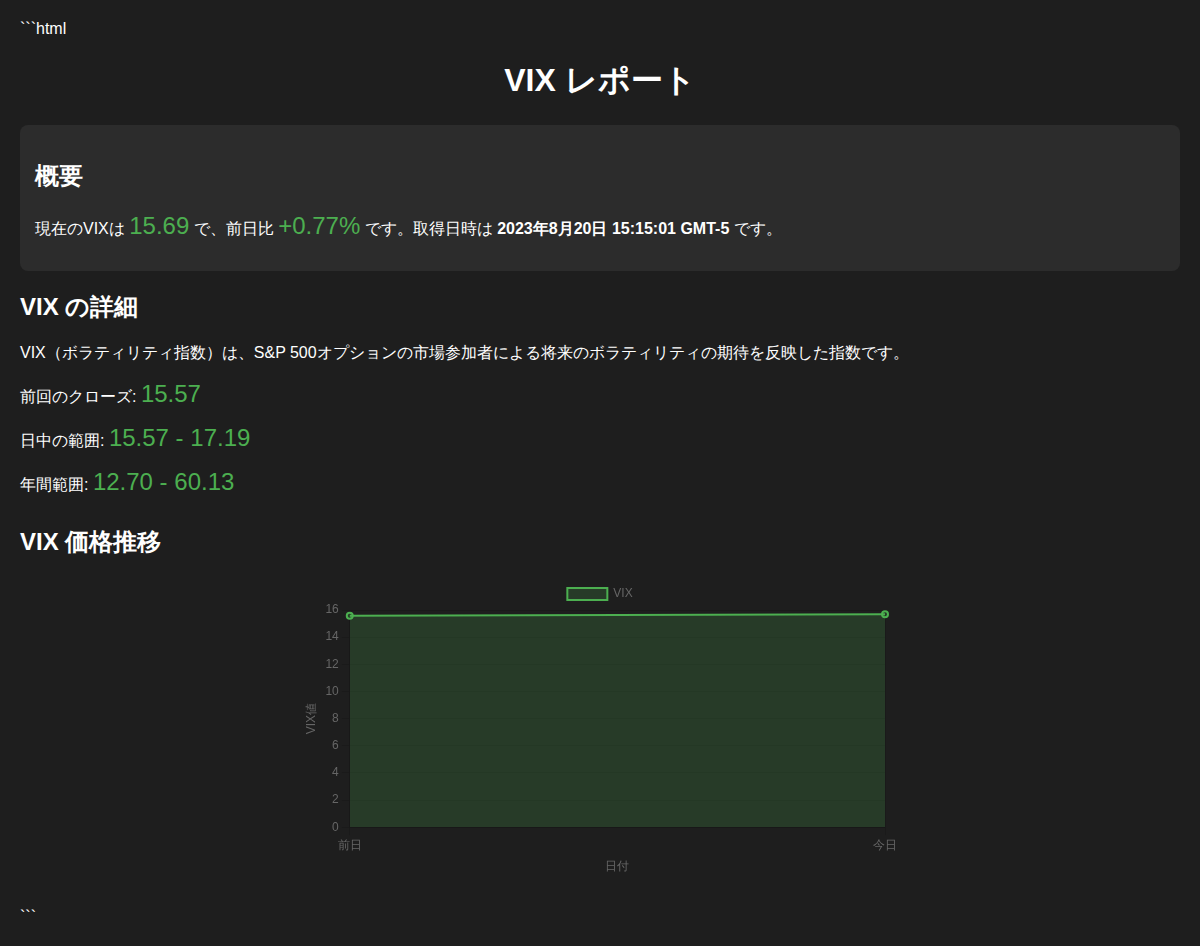 ```html
VIX レポート
概要
現在のVIXは 15.69 で、前日比 +0.77% です。取得日時は 2023年8月20日 15:15:01 GMT-5 です。
VIX の詳細
VIX（ボラティリティ指数）は、S&P 500オプションの市場参加者による将来のボラティリティの期待を反映した指数です。
前回のクローズ: 15.57
日中の範囲: 15.57 - 17.19
年間範囲: 12.70 - 60.13
VIX 価格推移
VIX
16
14
12
10
8
6
4
2
0
VIX値
前日 今日
日付
```